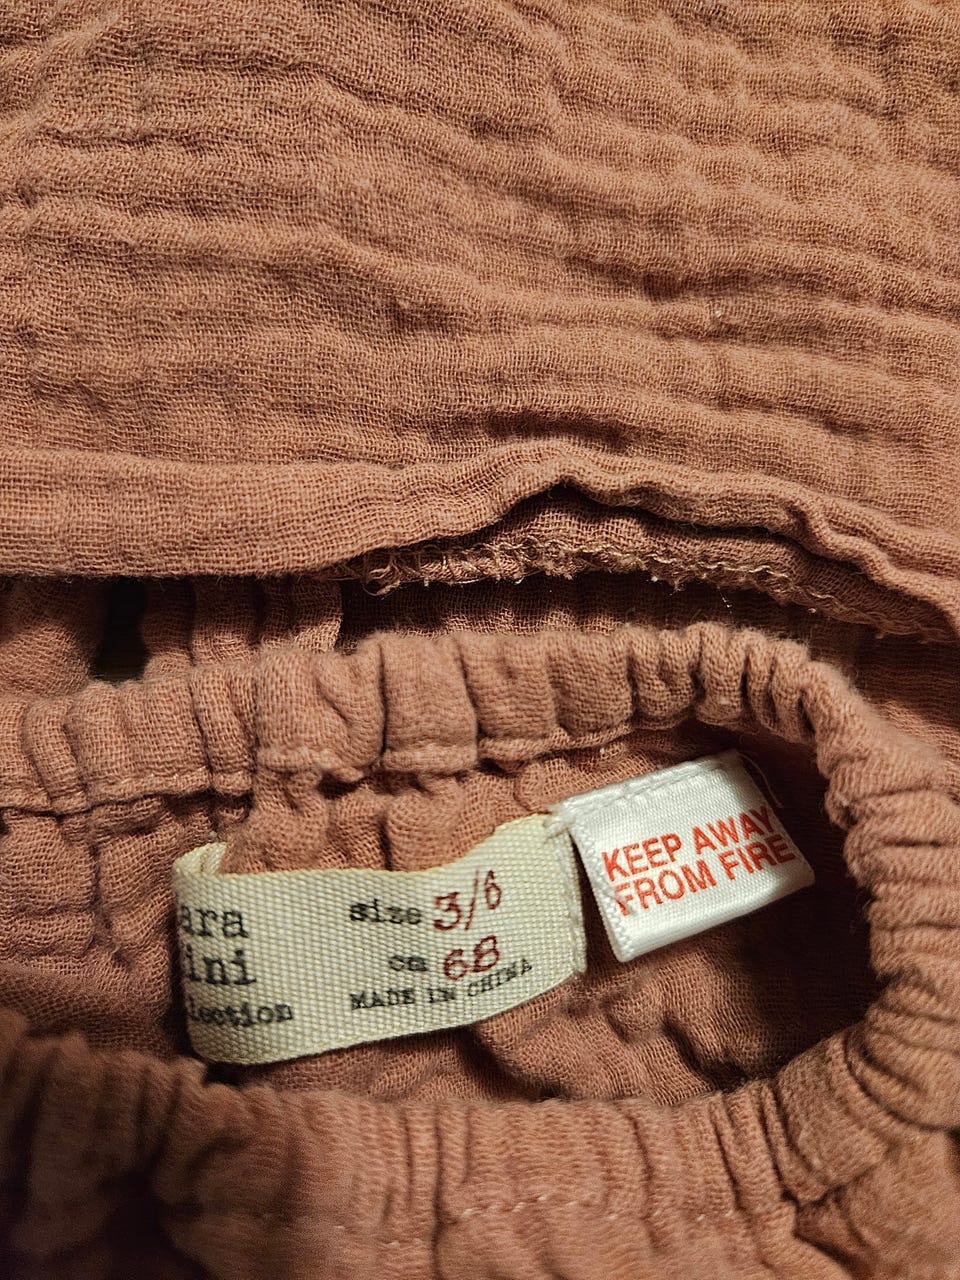 ara
ini
lection
size 3/6
cm 68
MADE IN CHINA
KEEP AWAY
FROM FIRE